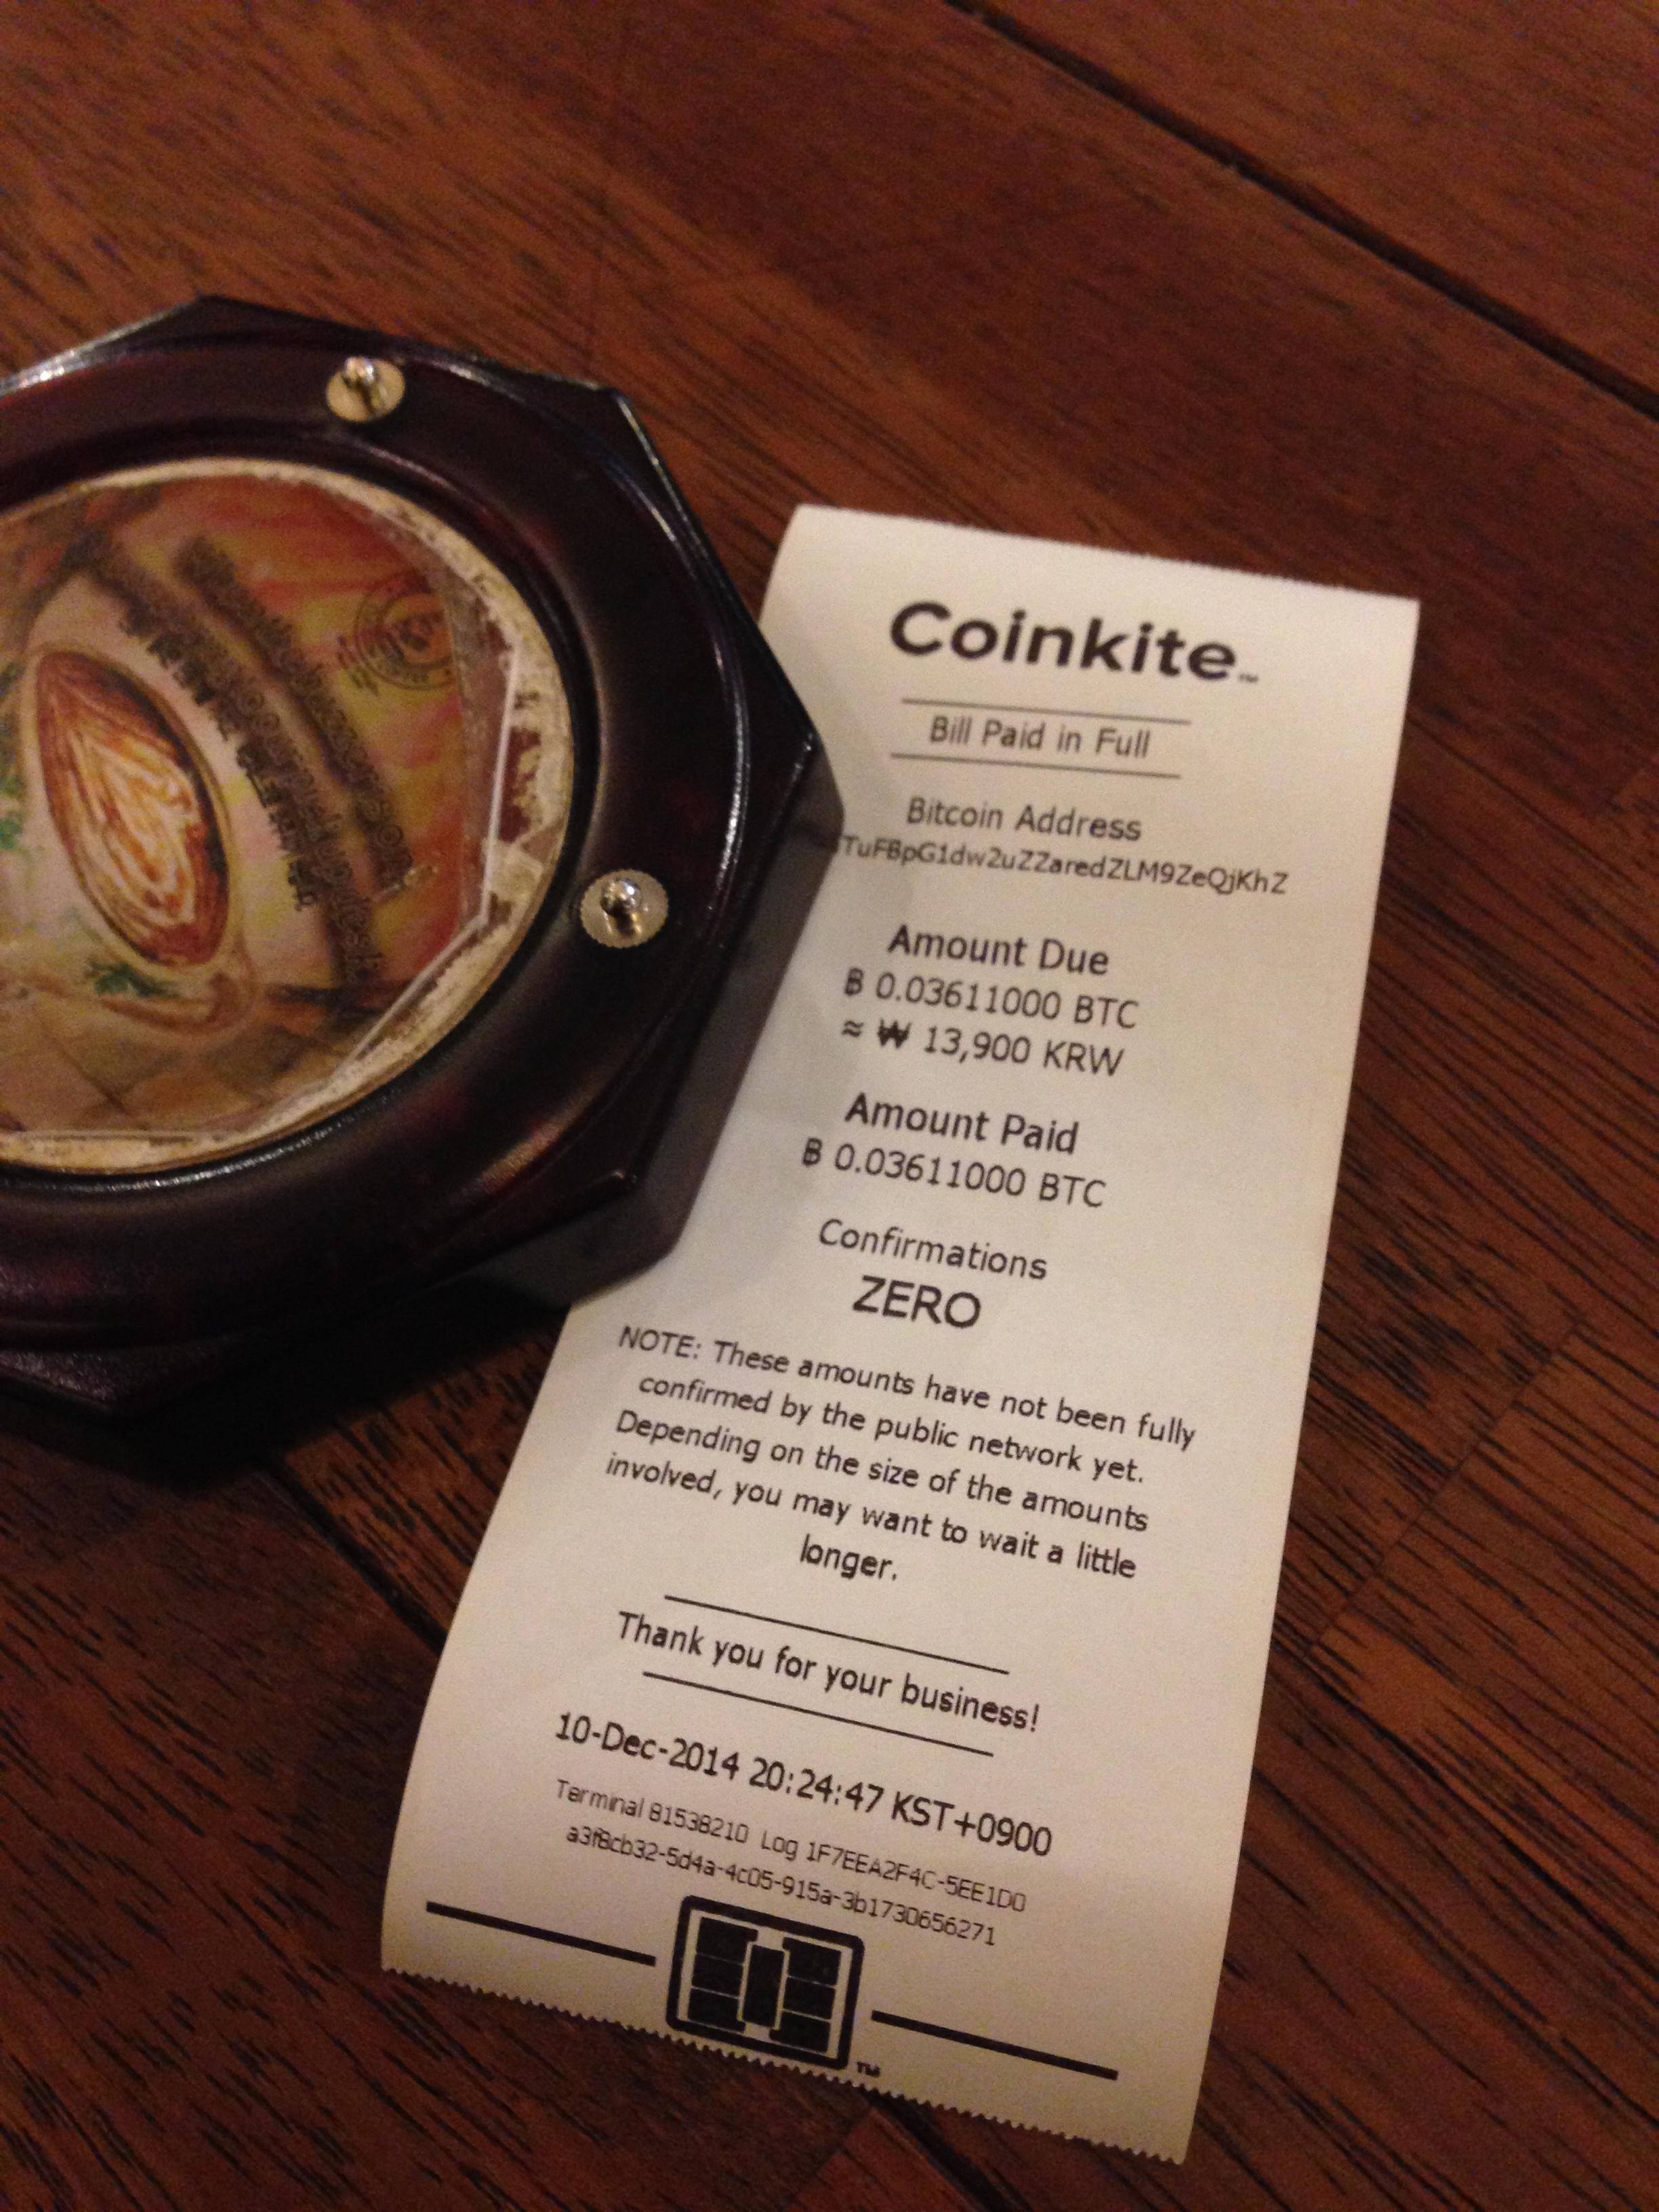 Coinkite™
Bill Paid in Full
Bitcoin Address
TuFBpG1dw2uZZaredZLM9ZeQjKhZ
Amount Due
Ƀ 0.03611000 BTC
≈ ₩ 13,900 KRW
Amount Paid
Ƀ 0.03611000 BTC
Confirmations
ZERO
NOTE: These amounts have not been fully
confirmed by the public network yet.
Depending on the size of the amounts
involved, you may want to wait a little
longer.
Thank you for your business!
10-Dec-2014 20:24:47 KST+0900
Terminal 81538210 Log 1F7EEA2F4C-5EE1D0
a3f8cb32-5d4a-4c05-915a-3b1730656271
™